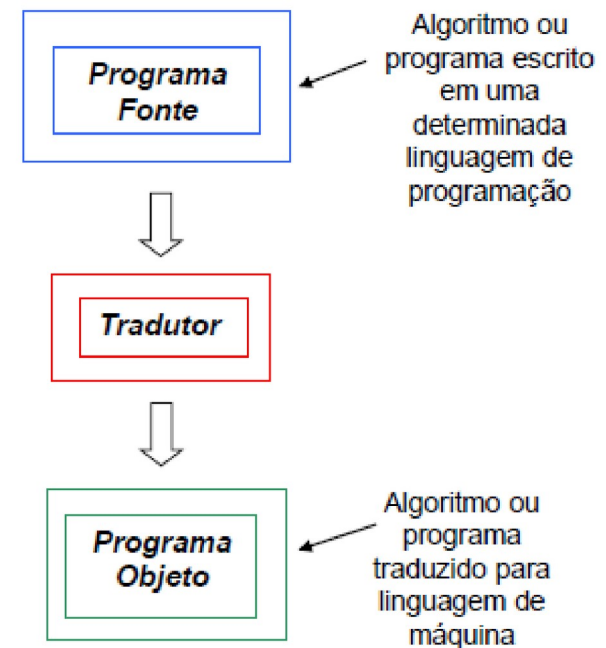 Programa
Fonte
Algoritmo ou
programa escrito
em uma
determinada
linguagem de
programação
Tradutor
Programa
Objeto
Algoritmo ou
programa
traduzido para
linguagem de
máquina